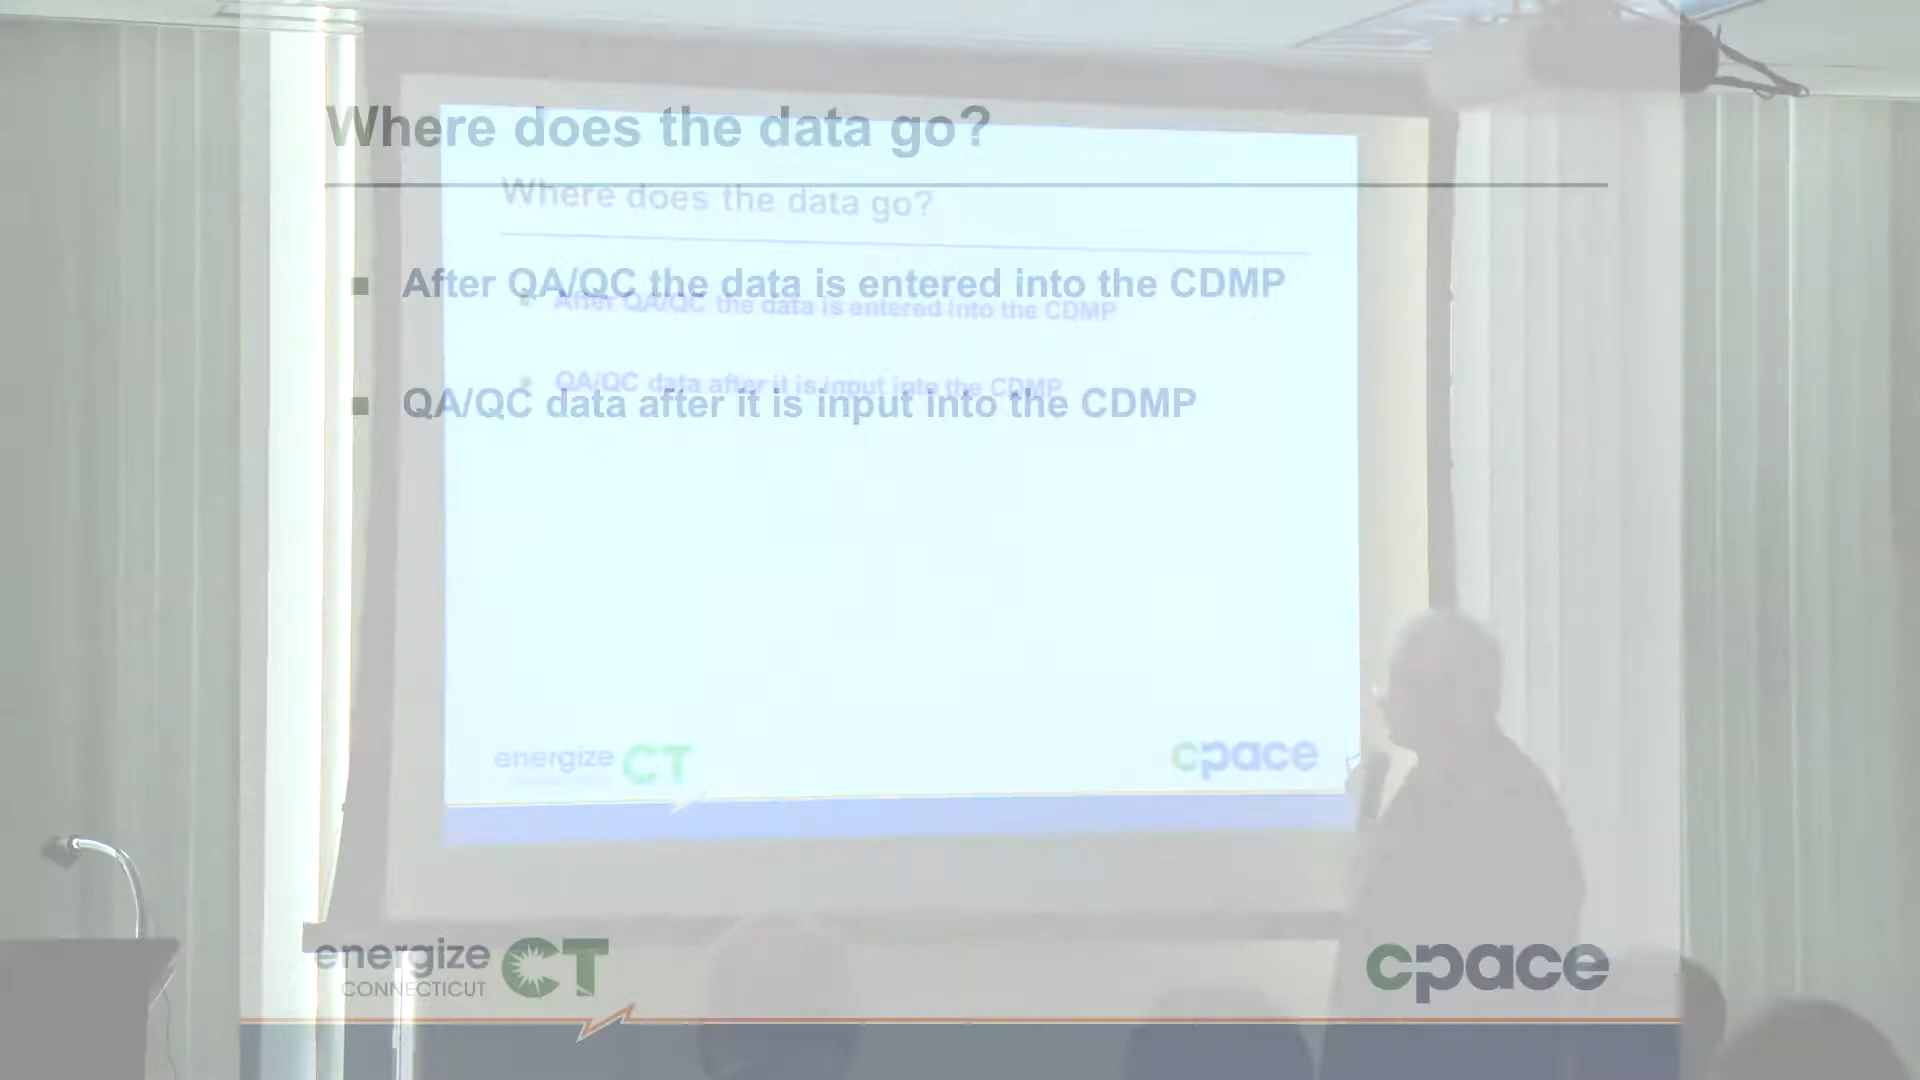 Where does the data go?
Where does the data go?
▪ After QA/QC the data is entered into the CDMP
▪ After QA/QC the data is entered into the CDMP
▪ QA/QC data after it is input into the CDMP
▪ QA/QC data after it is input into the CDMP
energize CT
cpace
energize CT
CONNECTICUT
cpace